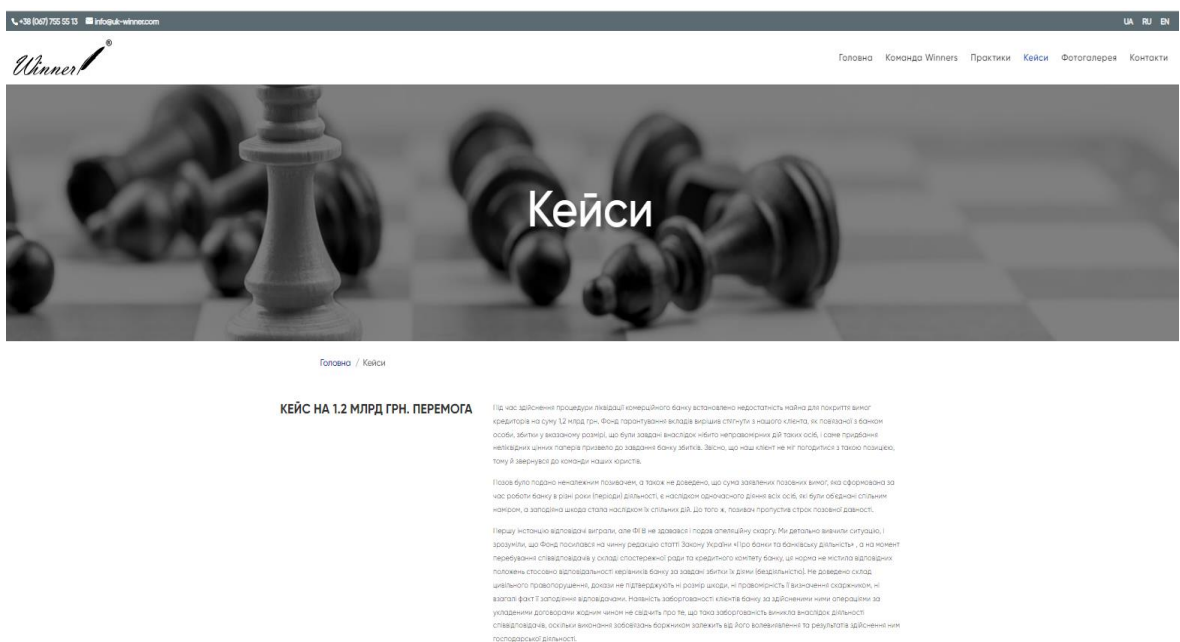 +38 (067) 755 55 13 info@uk-winner.com
UA RU EN
Winner ®
Головна Команда Winners Практики Кейси Фотогалерея Контакти
Кейси
Головна / Кейси
КЕЙС НА 1.2 МЛРД ГРН. ПЕРЕМОГА
Під час здійснення процедури ліквідації комерційного банку встановлено недостатність майна для покриття вимог
кредиторів на суму 1,2 млрд грн. Фонд гарантування вкладів вирішив стягнути з нашого клієнта, як повязаної з банком
особи, збитки у вказаному розмірі, що були завдані внаслідок нібито неправомірних дій таких осіб, і саме придбання
неліквідних цінних паперів призвело до завдання банку збитків. Звісно, що наш клієнт не міг погодитися з такою позицією,
тому й звернувся до команди наших юристів.
Позов було подано неналежним позивачем, а також не доведено, що сума заявлених позовних вимог, яка сформована за
час роботи банку в різні роки (періоди) діяльності, є наслідком одночасного діяння всіх осіб, які були об'єднані спільним
наміром, а заподіяна шкода стала наслідком їх спільних дій. До того ж, позивач пропустив строк позовної давності.
Першу інстанцію відповідачі виграли, але ФГВ не здавався і подав апеляційну скаргу. Ми детально вивчили ситуацію, і
зрозуміли, що Фонд посилався на чинну редакцію статті Закону України «Про банки та банківську діяльність» , а на момент
перебування співвідповідачів у складі спостережної ради та кредитного комітету банку, ця норма не містила відповідних
положень стосовно відповідальності керівників банку за завдані збитки їх діями (бездіяльністю). Не доведено склад
цивільного правопорушення, докази не підтверджують ні розмір шкоди, ні правомірність її визначення скаржником, ні
взагалі факт її заподіяння відповідачами. Наявність заборгованості клієнтів банку за здійсненими ними операціями за
укладеними договорами жодним чином не свідчить про те, що така заборгованість виникла внаслідок діяльності
співвідповідачів, оскільки виконання зобовязань боржником залежить від його волевиявлення та результатів здійснення ним
господарської діяльності.